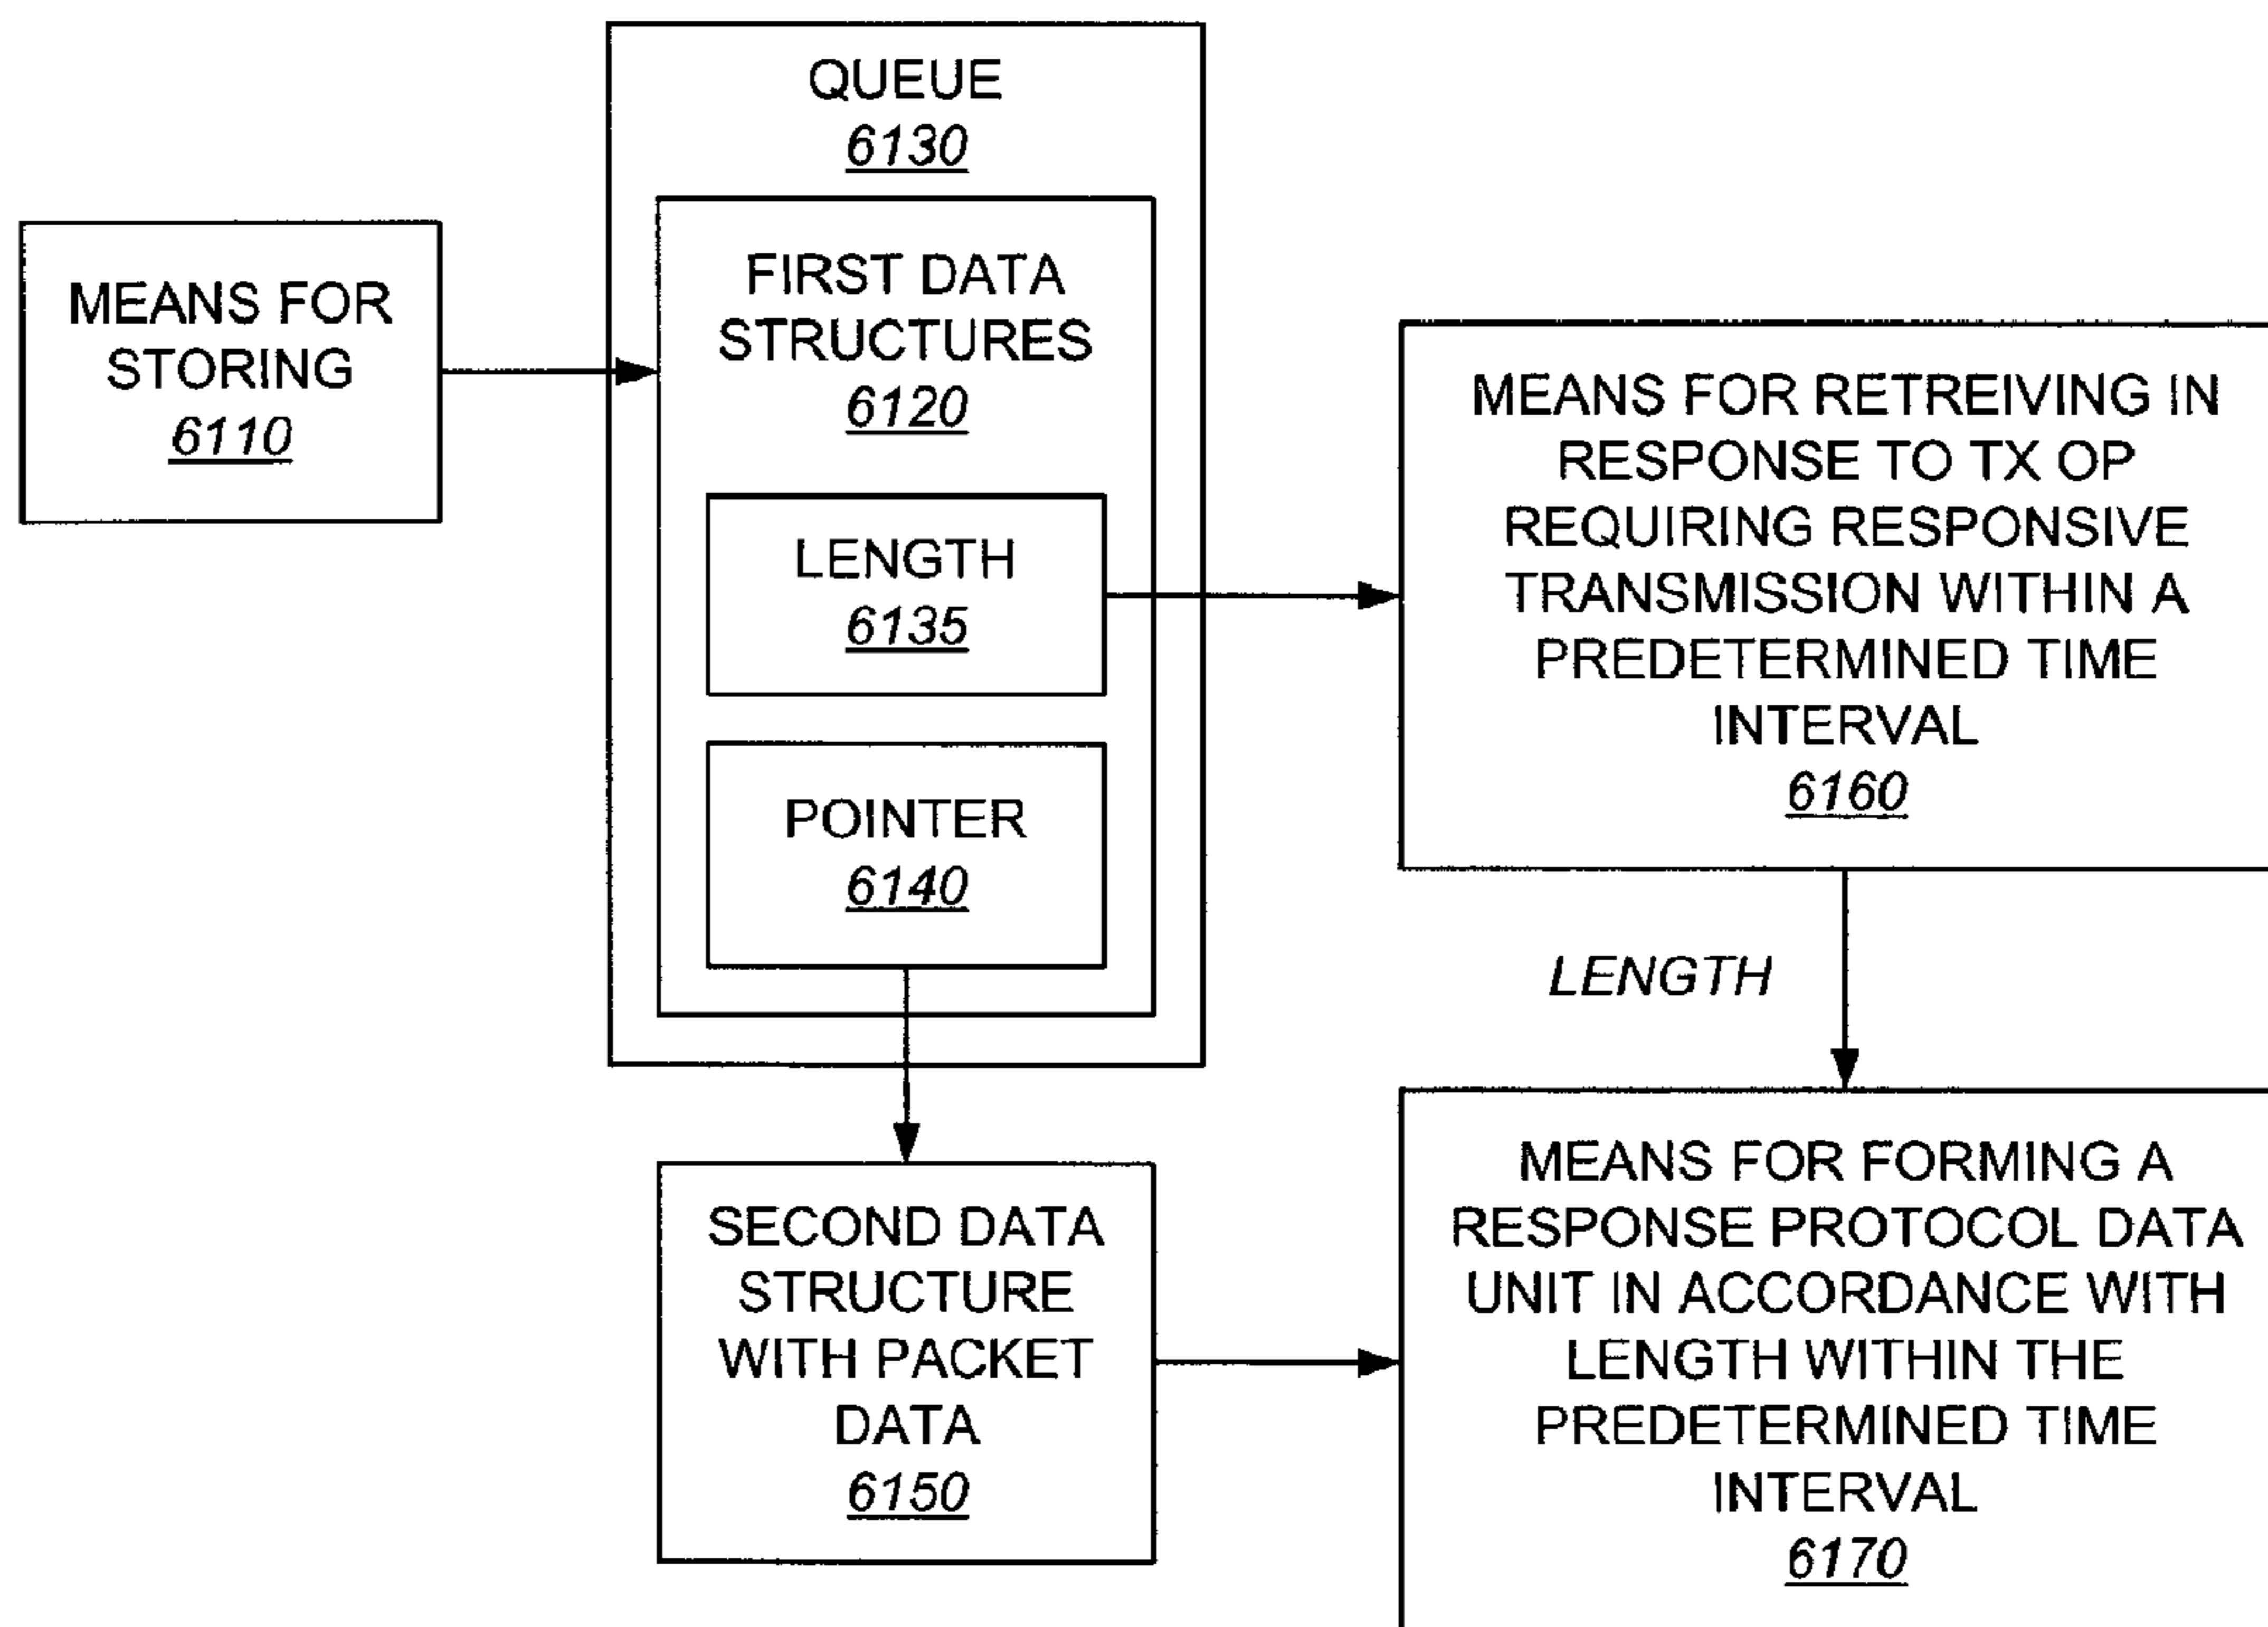 QUEUE
6130
MEANS FOR
STORING
6110
FIRST DATA
STRUCTURES
6120
LENGTH
6135
POINTER
6140
MEANS FOR RETREIVING IN
RESPONSE TO TX OP
REQUIRING RESPONSIVE
TRANSMISSION WITHIN A
PREDETERMINED TIME
INTERVAL
6160
LENGTH
SECOND DATA
STRUCTURE
WITH PACKET
DATA
6150
MEANS FOR FORMING A
RESPONSE PROTOCOL DATA
UNIT IN ACCORDANCE WITH
LENGTH WITHIN THE
PREDETERMINED TIME
INTERVAL
6170